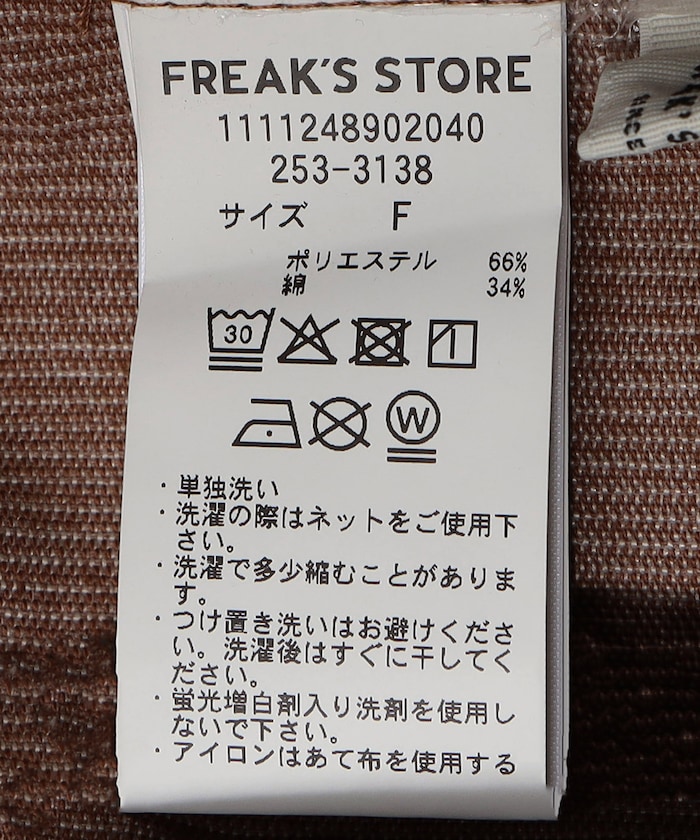 FREAK'S STORE
1111248902040
253-3138
サイズ F
ポリエステル 66%
綿 34%
30
W
・単独洗い
・洗濯の際はネットをご使用下
さい。
・洗濯で多少縮むことがありま
す。
・つけ置き洗いはお避けくださ
い。洗濯後はすぐに干してく
ださい。
・蛍光増白剤入り洗剤を使用し
ないで下さい。
・アイロンはあて布を使用する
SINCE